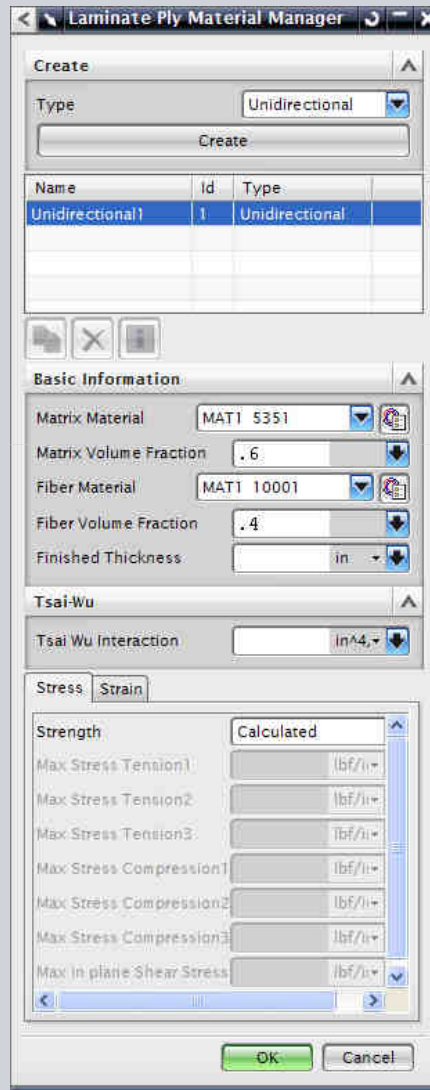 Laminate Ply Material Manager
Create
Type Unidirectional
Create
Name Id Type
Unidirectional1 1 Unidirectional
Basic Information
Matrix Material MAT1 5351
Matrix Volume Fraction .6
Fiber Material MAT1 10001
Fiber Volume Fraction .4
Finished Thickness in
Tsai-Wu
Tsai Wu Interaction in^4,
Stress Strain
Strength Calculated
Max Stress Tension1 lbf/i
Max Stress Tension2 lbf/i
Max Stress Tension3 lbf/i
Max Stress Compression1 lbf/i
Max Stress Compression2 lbf/i
Max Stress Compression3 lbf/i
Max in plane Shear Stress lbf/i
OK Cancel